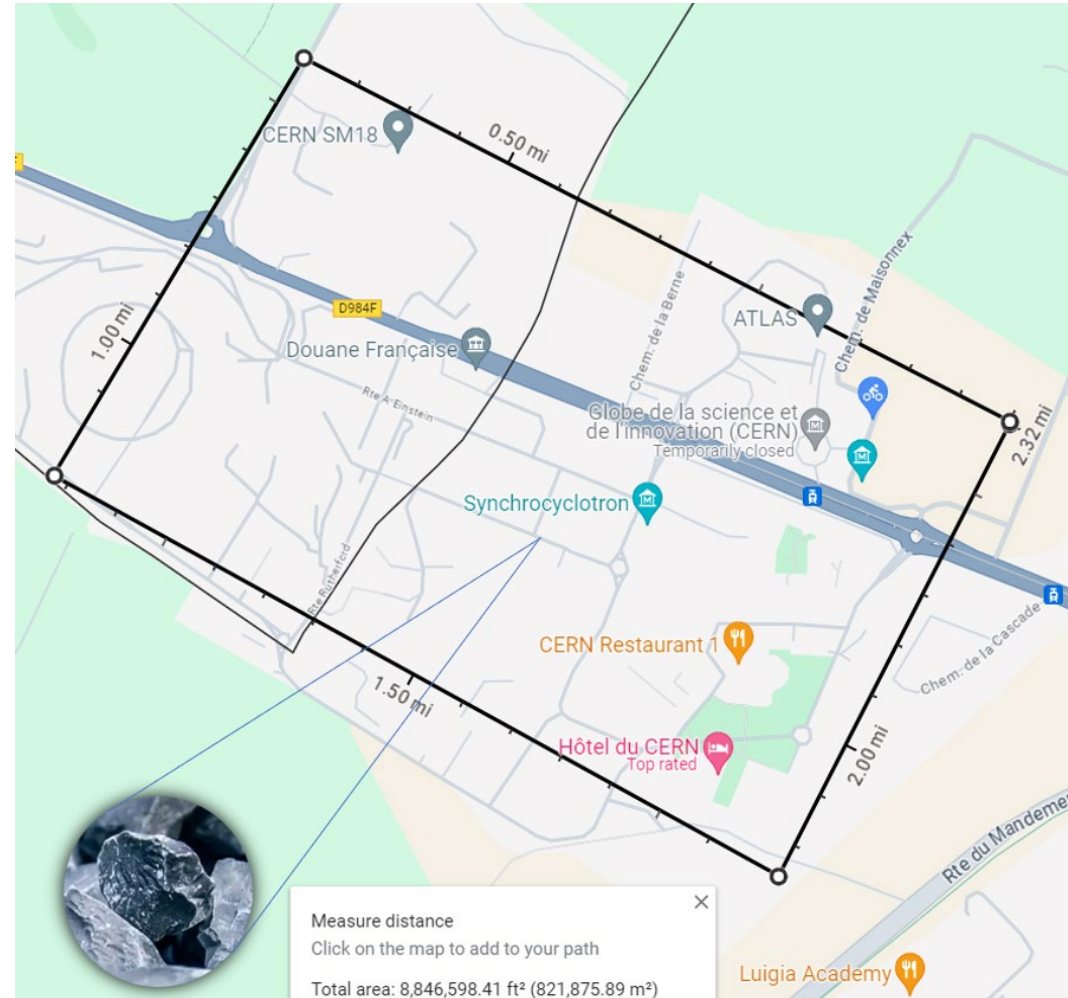 CERN SM18
0.50 mi
Chem. de Maisonnex
D984F
Chem. de la Berne
ATLAS
1.00 mi
Douane Française
Rte A. Einstein
Globe de la science et
de l'innovation (CERN)
Temporarily closed
2.32 mi
Synchrocyclotron
Rte Rutherford
CERN Restaurant 1
Chem. de la Cascade
1.50 mi
Hôtel du CERN
Top rated
2.00 mi
Rte du Mandement
Measure distance
Click on the map to add to your path
Total area: 8,846,598.41 ft² (821,875.89 m²)
Luigia Academy